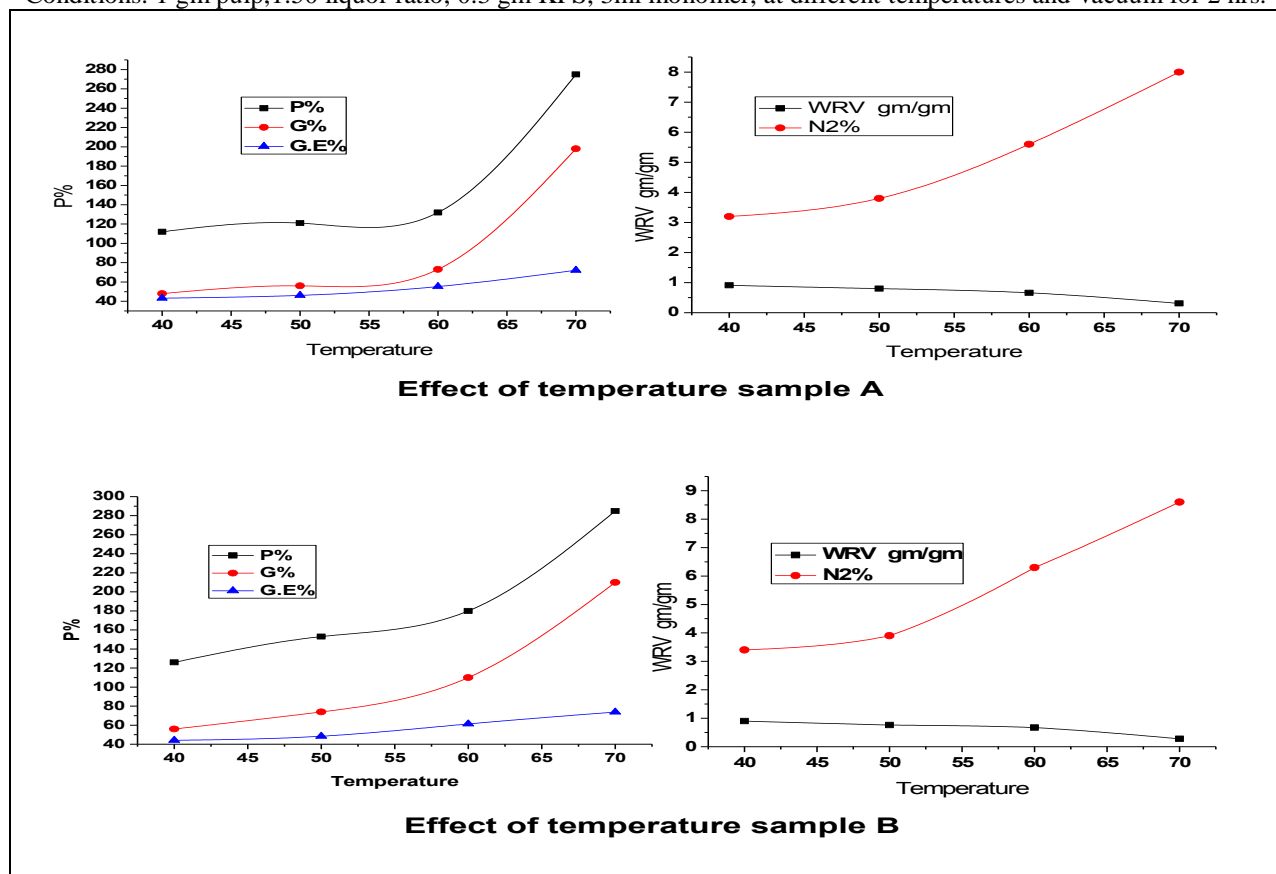 Conditions: 1 gm pulp,1:50 liquor ratio, 0.5 gm KPS, 5ml monomer, at different temperatures and vacuum for 2 hrs.
280
260
240
220
200
180
160
140
120
100
80
60
40
P%
P%
G%
G.E%
40 45 50 55 60 65 70
Temperature
8
7
6
5
4
3
2
1
0
WRV gm/gm
WRV gm/gm
N2%
40 45 50 55 60 65 70
Temperature
Effect of temperature sample A
300
280
260
240
220
200
180
160
140
120
100
80
60
40
P%
P%
G%
G.E%
40 45 50 55 60 65 70
Temperature
9
8
7
6
5
4
3
2
1
0
WRV gm/gm
WRV gm/gm
N2%
40 45 50 55 60 65 70
Temperature
Effect of temperature sample B